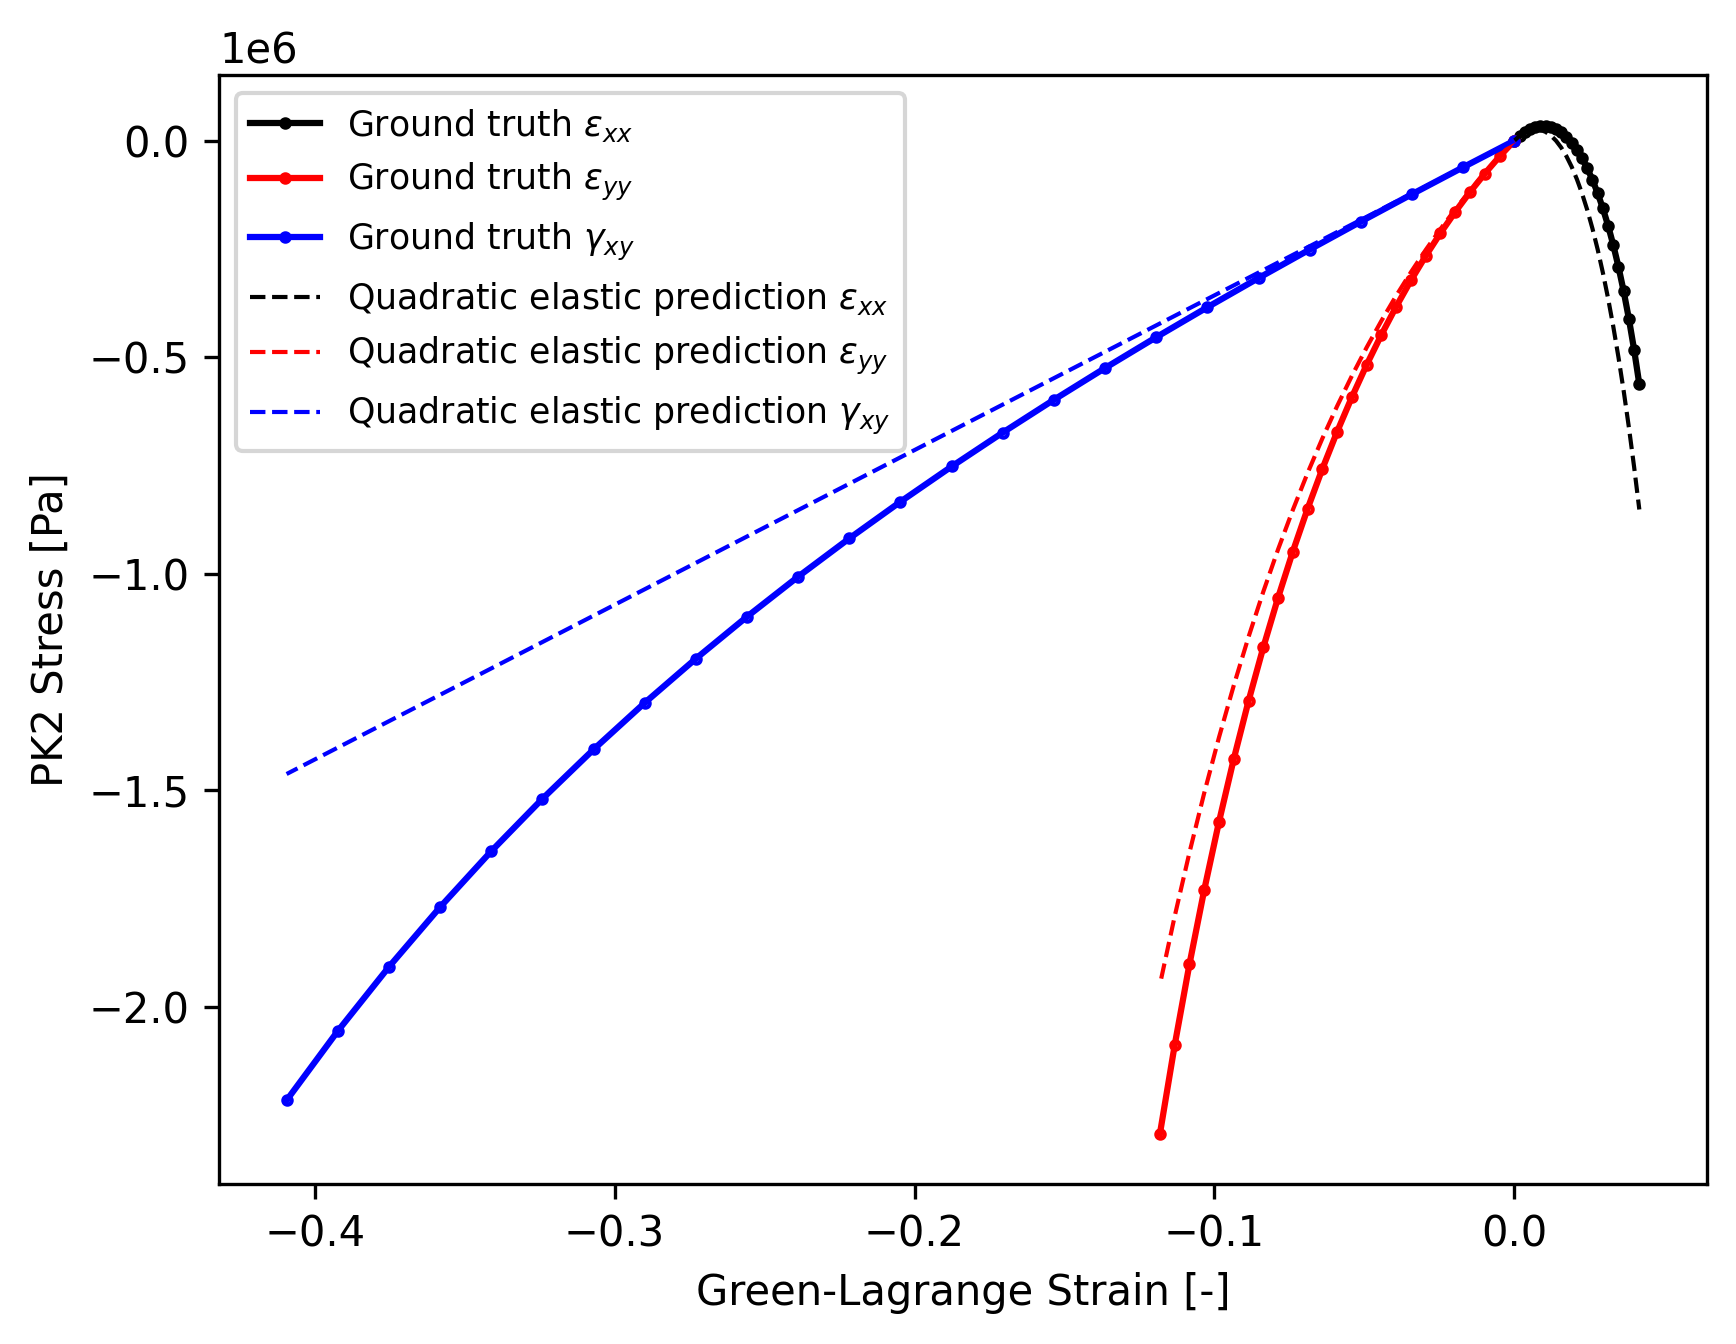 1e6
Ground truth εxx
Ground truth εyy
Ground truth γxy
Quadratic elastic prediction εxx
Quadratic elastic prediction εyy
Quadratic elastic prediction γxy
0.0
−0.5
−1.0
−1.5
−2.0
PK2 Stress [Pa]
−0.4 −0.3 −0.2 −0.1 0.0
Green-Lagrange Strain [-]